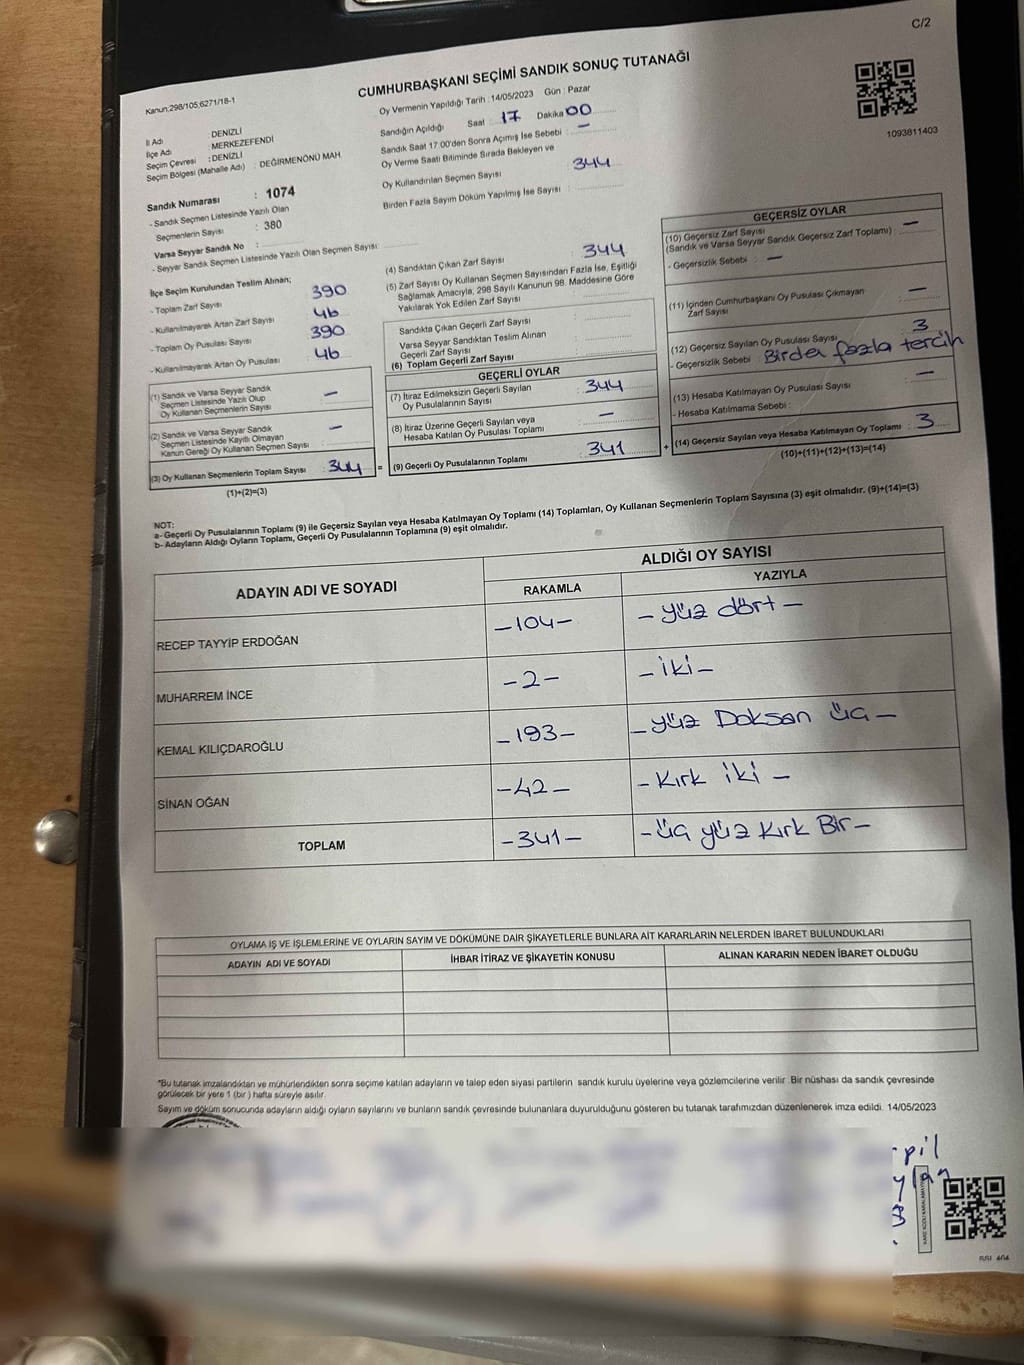 C/2
CUMHURBAŞKANI SEÇİMİ SANDIK SONUÇ TUTANAĞI
Kanun:298/105,6271/18-1
Oy Vermenin Yapıldığı Tarih :14/05/2023 Gün : Pazar
1093811403
İl Adı : DENİZLİ
İlçe Adı : MERKEZEFENDİ
Seçim Çevresi : DENİZLİ
Seçim Bölgesi (Mahalle Adı) : DEĞİRMENÖNÜ MAH
Sandık Numarası : 1074
- Sandık Seçmen Listesinde Yazılı Olan
Seçmenlerin Sayısı : 380
Varsa Seyyar Sandık No :
- Seyyar Sandık Seçmen Listesinde Yazılı Olan Seçmen Sayısı:
Sandığın Açıldığı Saat : 17 Dakika 00
Sandık Saat 17:00'den Sonra Açımış İse Sebebi : —
Oy Verme Saati Bitiminde Sırada Bekleyen ve
Oy Kullandırılan Seçmen Sayısı : 344
Birden Fazla Sayım Döküm Yapılmış İse Sayısı :
İlçe Seçim Kurulundan Teslim Alınan;
- Toplam Zarf Sayısı 390
- Kullanılmayarak Artan Zarf Sayısı 46
- Toplam Oy Pusulası Sayısı 390
- Kullanılmayarak Artan Oy Pusulası 46
(1) Sandık ve Varsa Seyyar Sandık
Seçmen Listesinde Yazılı Olup
Oy Kullanan Seçmenlerin Sayısı —
(2) Sandık ve Varsa Seyyar Sandık
Seçmen Listesinde Kayıtlı Olmayan
Kanun Gereği Oy Kullanan Seçmen Sayısı : —
(3) Oy Kullanan Seçmenlerin Toplam Sayısı : 344 =
(1)+(2)=(3)
(4) Sandıktan Çıkan Zarf Sayısı : 344
(5) Zarf Sayısı Oy Kullanan Seçmen Sayısından Fazla İse, Eşitliği
Sağlamak Amacıyla, 298 Sayılı Kanunun 98. Maddesine Göre
Yakılarak Yok Edilen Zarf Sayısı :
Sandıkta Çıkan Geçerli Zarf Sayısı :
Varsa Seyyar Sandıktan Teslim Alınan
Geçerli Zarf Sayısı :
(6) Toplam Geçerli Zarf Sayısı :
GEÇERLİ OYLAR
(7) İtiraz Edilmeksizin Geçerli Sayılan
Oy Pusulalarının Sayısı : 344
(8) İtiraz Üzerine Geçerli Sayılan veya
Hesaba Katılan Oy Pusulası Toplamı : —
(9) Geçerli Oy Pusulalarının Toplamı : 341 +
GEÇERSİZ OYLAR
(10) Geçersiz Zarf Sayısı
(Sandık ve Varsa Seyyar Sandık Geçersiz Zarf Toplamı) : —
- Geçersizlik Sebebi : —
(11) İçinden Cumhurbaşkanı Oy Pusulası Çıkmayan
Zarf Sayısı : —
(12) Geçersiz Sayılan Oy Pusulası Sayısı : 3
- Geçersizlik Sebebi : Birden fazla tercih
(13) Hesaba Katılmayan Oy Pusulası Sayısı : —
- Hesaba Katılmama Sebebi :
(14) Geçersiz Sayılan veya Hesaba Katılmayan Oy Toplamı : 3
(10)+(11)+(12)+(13)=(14)
NOT:
a- Geçerli Oy Pusulalarının Toplamı (9) ile Geçersiz Sayılan veya Hesaba Katılmayan Oy Toplamı (14) Toplamları, Oy Kullanan Seçmenlerin Toplam Sayısına (3) eşit olmalıdır. (9)+(14)=(3)
b- Adayların Aldığı Oyların Toplamı, Geçerli Oy Pusulalarının Toplamına (9) eşit olmalıdır.
ADAYIN ADI VE SOYADI ALDIĞI OY SAYISI
RAKAMLA YAZIYLA
RECEP TAYYİP ERDOĞAN -104- - yüz dört -
MUHARREM İNCE -2- - iki -
KEMAL KILIÇDAROĞLU -193- - yüz Doksan üç -
SİNAN OĞAN -42- - Kırk iki -
TOPLAM -341- - üç yüz Kırk Bir -
OYLAMA İŞ VE İŞLEMLERİNE VE OYLARIN SAYIM VE DÖKÜMÜNE DAİR ŞİKAYETLERLE BUNLARA AİT KARARLARIN NELERDEN İBARET BULUNDUKLARI
ADAYIN ADI VE SOYADI İHBAR İTİRAZ VE ŞİKAYETİN KONUSU ALINAN KARARIN NEDEN İBARET OLDUĞU
*Bu tutanak imzalandıktan ve mühürlendikten sonra seçime katılan adayların ve talep eden siyasi partilerin sandık kurulu üyelerine veya gözlemcilerine verilir .Bir nüshası da sandık çevresinde
görülecek bir yere 1 (bir ) hafta süreyle asılır.
Sayım ve döküm sonucunda adayların aldığı oyların sayılarını ve bunların sandık çevresinde bulunanlara duyurulduğunu gösteren bu tutanak tarafımızdan düzenlenerek imza edildi. 14/05/2023